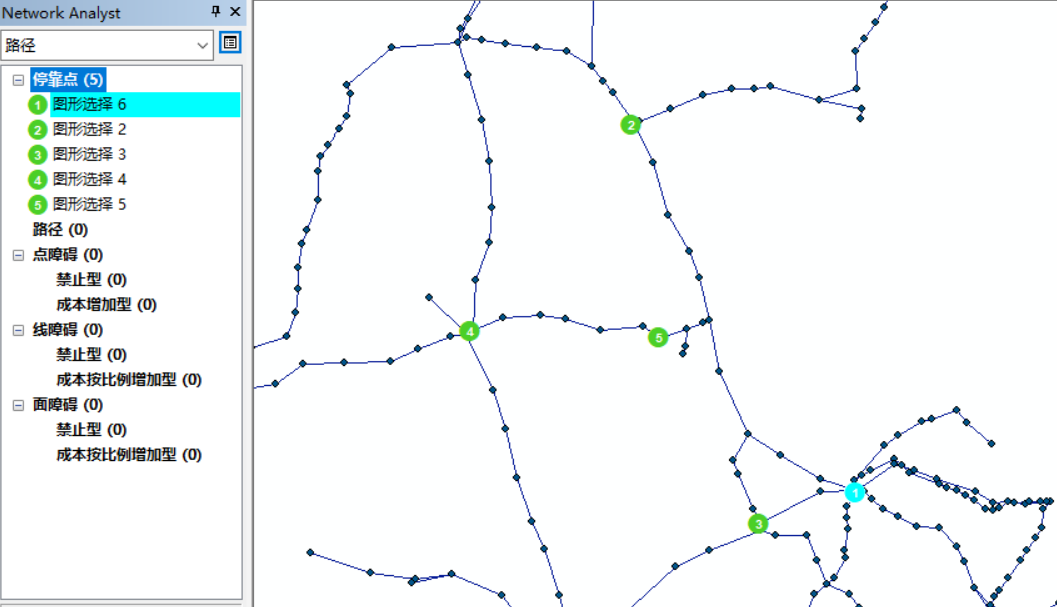 Network Analyst
路径
停靠点 (5)
1 图形选择 6
2 图形选择 2
3 图形选择 3
4 图形选择 4
5 图形选择 5
路径 (0)
点障碍 (0)
禁止型 (0)
成本增加型 (0)
线障碍 (0)
禁止型 (0)
成本按比例增加型 (0)
面障碍 (0)
禁止型 (0)
成本按比例增加型 (0)
2
4
5
1
3